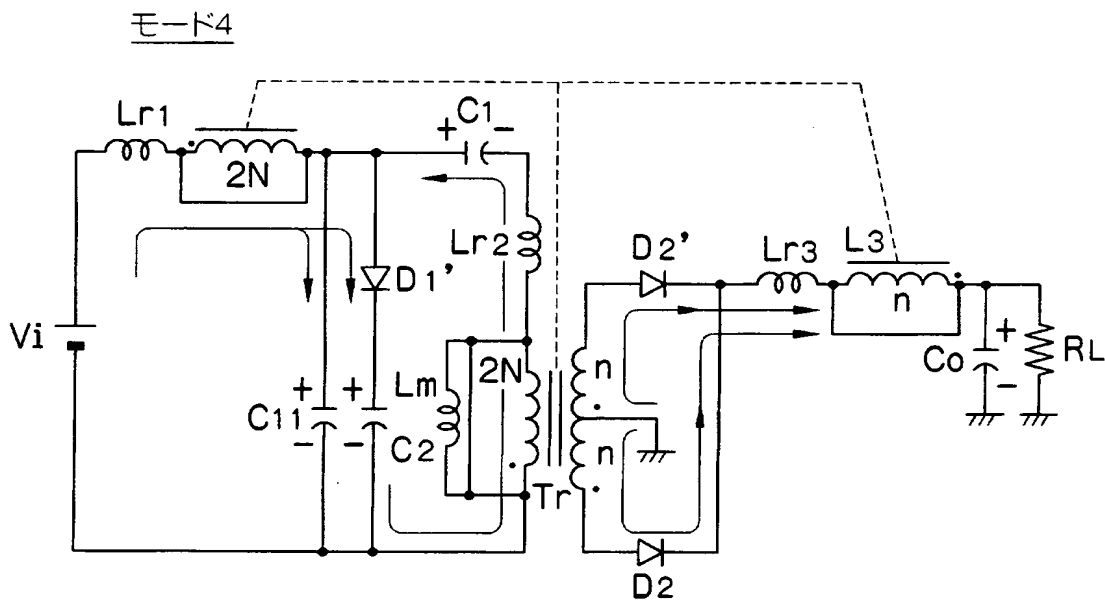 モード4
Lr1
2N
+ C1 -
Lr2
D1'
D2'
Lr3
L3
n
Vi
+
C11
-
+
C2
-
Lm
2N
n
n
Tr
D2
Co
+
-
RL